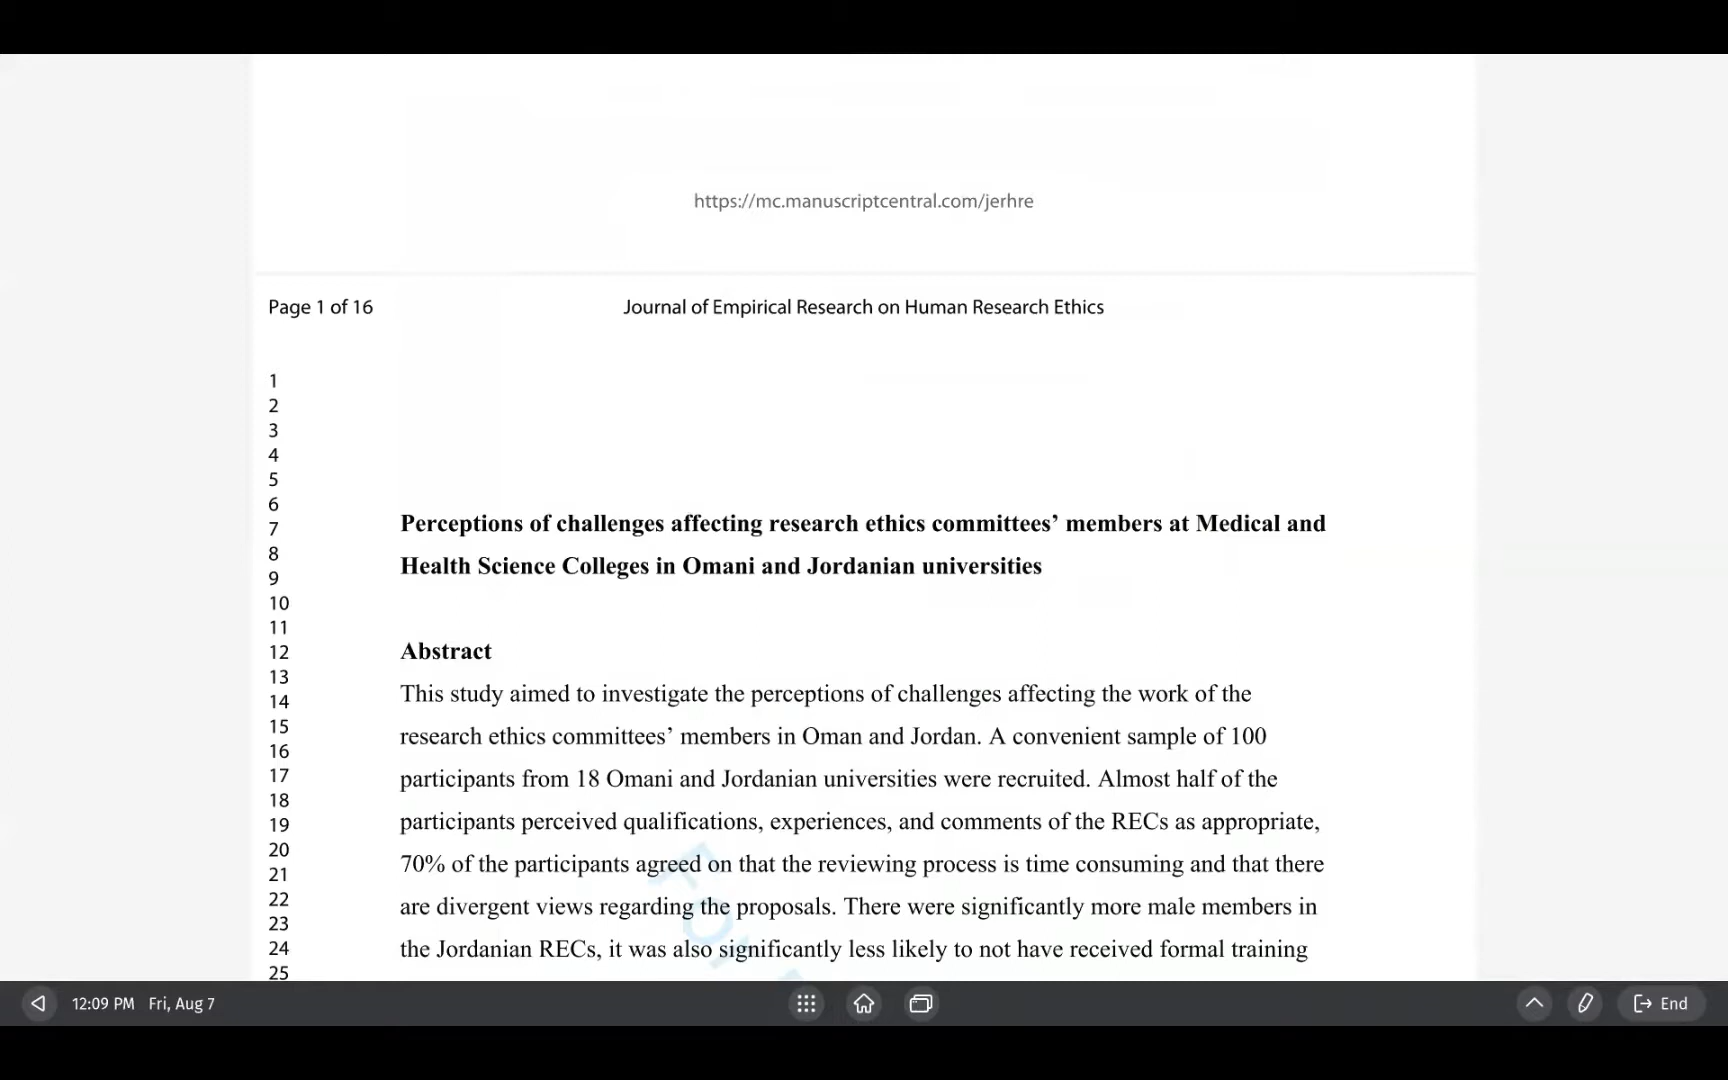 https://mc.manuscriptcentral.com/jerhre
Page 1 of 16
Journal of Empirical Research on Human Research Ethics
1
2
3
4
5
6
7
8
9
10
11
12
13
14
15
16
17
18
19
20
21
22
23
24
25
Perceptions of challenges affecting research ethics committees’ members at Medical and
Health Science Colleges in Omani and Jordanian universities
Abstract
This study aimed to investigate the perceptions of challenges affecting the work of the
research ethics committees’ members in Oman and Jordan. A convenient sample of 100
participants from 18 Omani and Jordanian universities were recruited. Almost half of the
participants perceived qualifications, experiences, and comments of the RECs as appropriate,
70% of the participants agreed on that the reviewing process is time consuming and that there
are divergent views regarding the proposals. There were significantly more male members in
the Jordanian RECs, it was also significantly less likely to not have received formal training
For
12:09 PM Fri, Aug 7
End